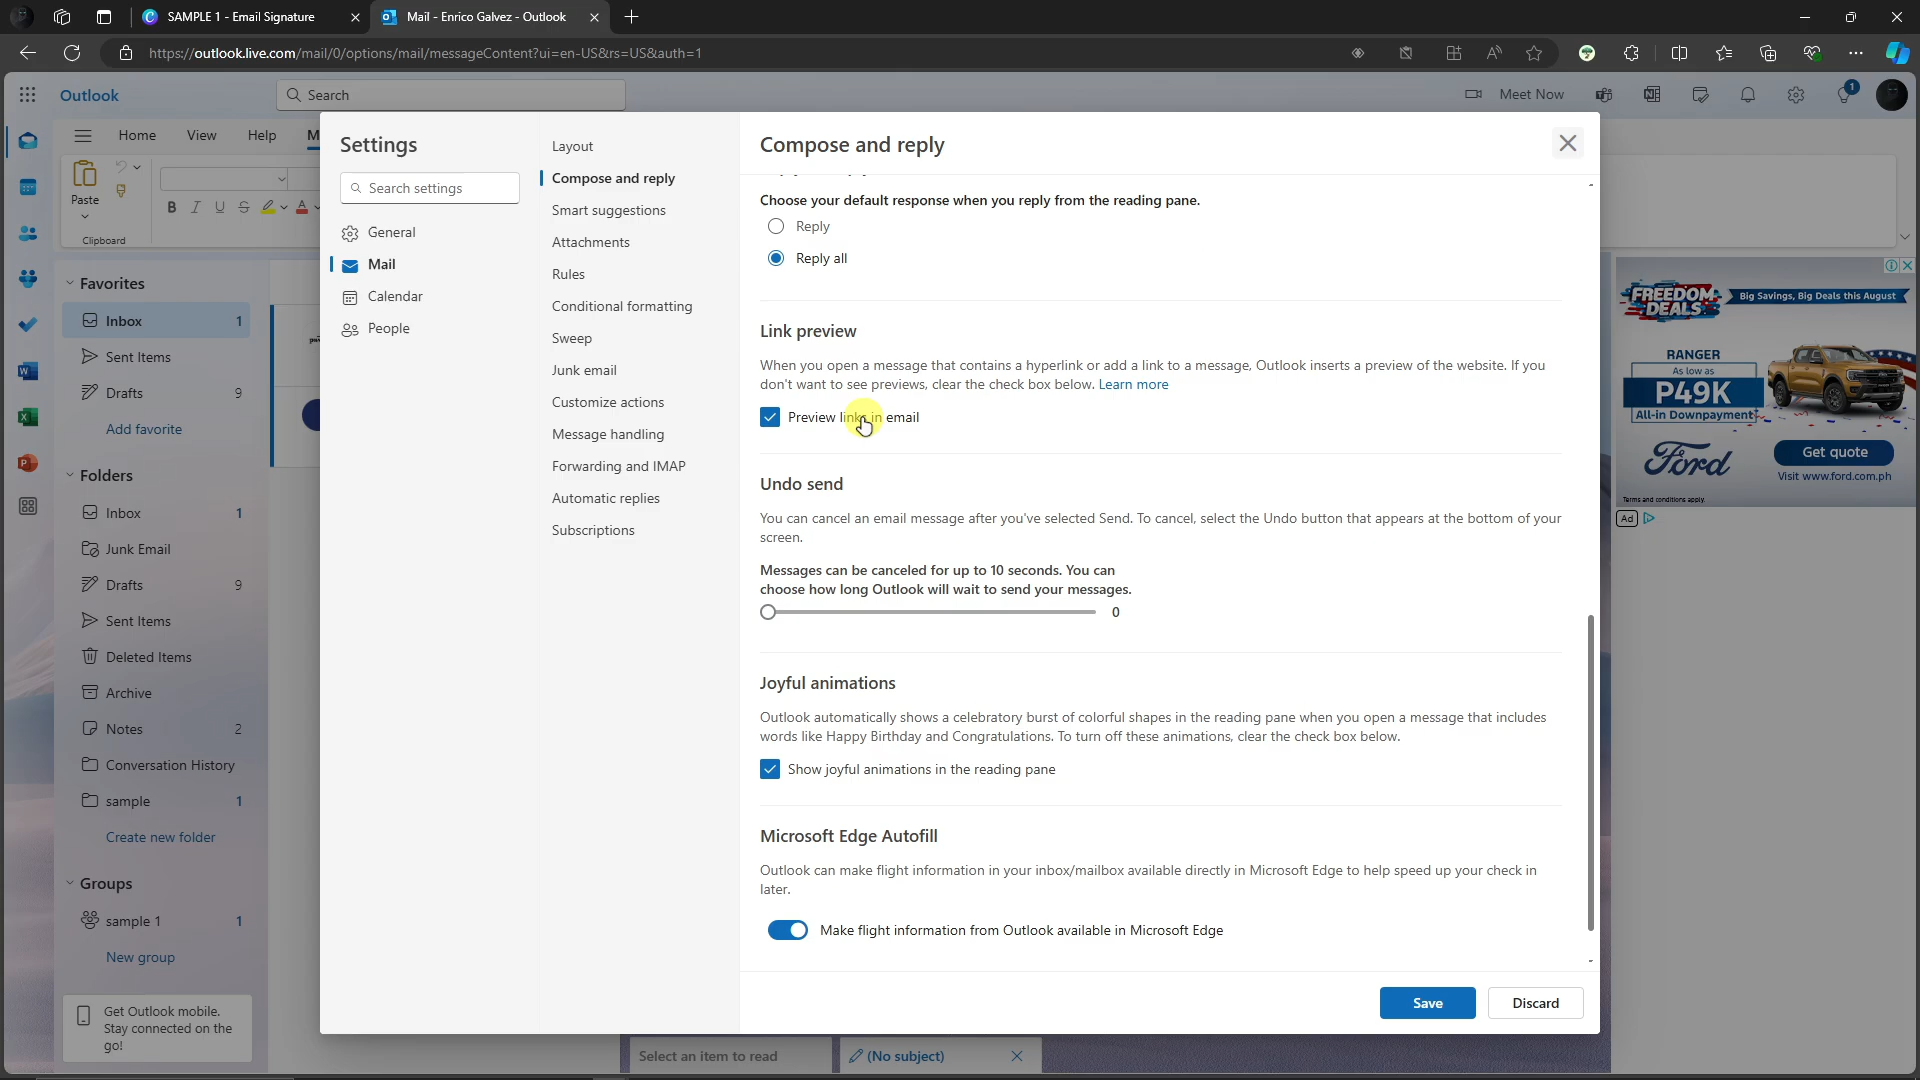 SAMPLE 1 - Email Signature
Mail - Enrico Galvez - Outlook
https://outlook.live.com/mail/0/options/mail/messageContent?ui=en-US&rs=US&auth=1
Outlook
Search
Meet Now
1
Home
View
Help
M
Paste
Clipboard
B I U S A
Favorites
Inbox 1
Sent Items
Drafts 9
Add favorite
Folders
Inbox 1
Junk Email
Drafts 9
Sent Items
Deleted Items
Archive
Notes 2
Conversation History
sample 1
Create new folder
Groups
sample 1 1
New group
Get Outlook mobile.
Stay connected on the
go!
Settings
Search settings
General
Mail
Calendar
People
Layout
Compose and reply
Smart suggestions
Attachments
Rules
Conditional formatting
Sweep
Junk email
Customize actions
Message handling
Forwarding and IMAP
Automatic replies
Subscriptions
Compose and reply
Choose your default response when you reply from the reading pane.
Reply
Reply all
Link preview
When you open a message that contains a hyperlink or add a link to a message, Outlook inserts a preview of the website. If you
don't want to see previews, clear the check box below. Learn more
Preview links in email
Undo send
You can cancel an email message after you've selected Send. To cancel, select the Undo button that appears at the bottom of your
screen.
Messages can be canceled for up to 10 seconds. You can
choose how long Outlook will wait to send your messages.
0
Joyful animations
Outlook automatically shows a celebratory burst of colorful shapes in the reading pane when you open a message that includes
words like Happy Birthday and Congratulations. To turn off these animations, clear the check box below.
Show joyful animations in the reading pane
Microsoft Edge Autofill
Outlook can make flight information in your inbox/mailbox available directly in Microsoft Edge to help speed up your check in
later.
Make flight information from Outlook available in Microsoft Edge
Save
Discard
Select an item to read
(No subject)
FREEDOM DEALS
Big Savings, Big Deals this August
RANGER
As low as
P49K
All-in Downpayment
Ford
Get quote
Visit www.ford.com.ph
Terms and conditions apply.
Ad